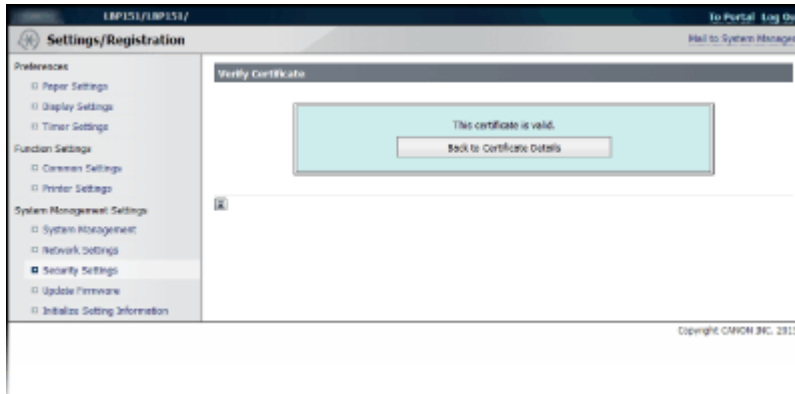 LBP151/LBP151/
To Portal Log
Settings/Registration
Mail to System Manager
Preferences
Paper Settings
Display Settings
Timer Settings
Function Settings
Common Settings
Printer Settings
System Management Settings
System Management
Network Settings
Security Settings
Update Firmware
Initialize Setting Information
Verify Certificate
This certificate is valid.
Back to Certificate Details
Copyright CANON INC.